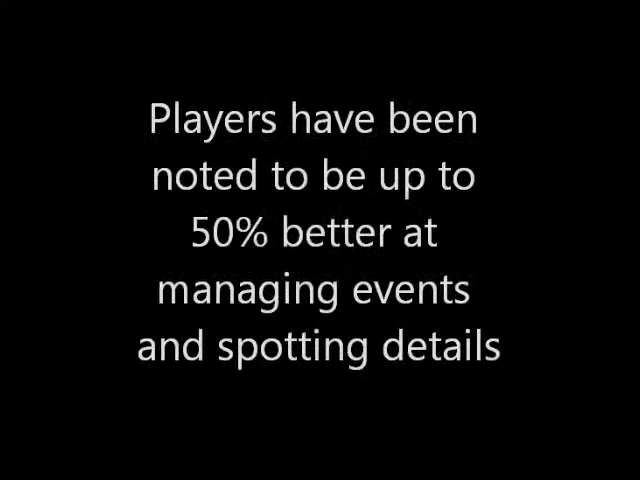 Players have been
noted to be up to
50% better at
managing events
and spotting details